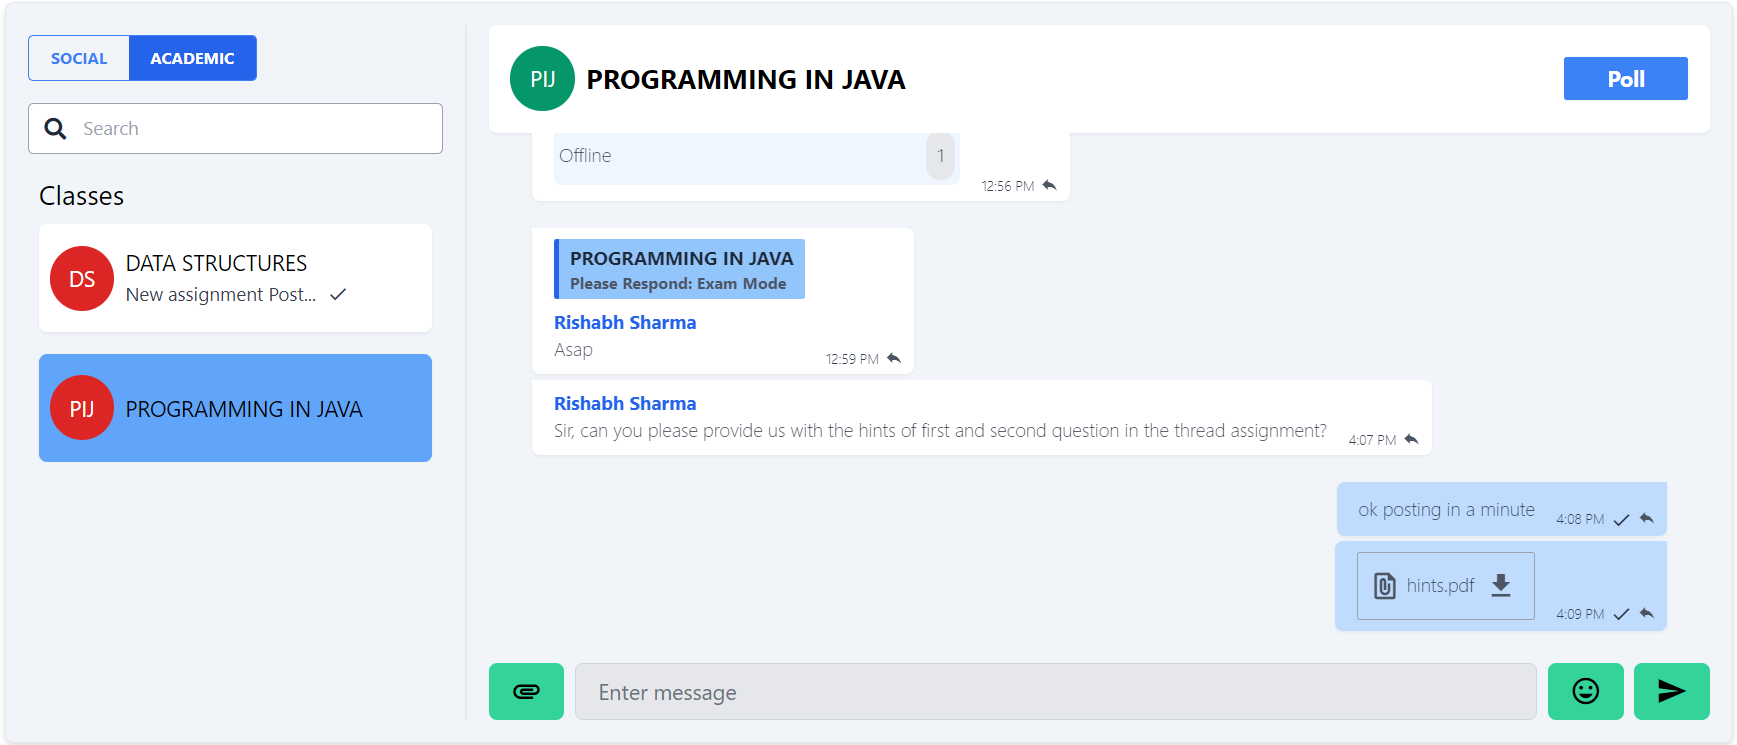 SOCIAL
ACADEMIC
Search
Classes
DS
DATA STRUCTURES
New assignment Post...
PIJ
PROGRAMMING IN JAVA
PIJ
PROGRAMMING IN JAVA
Poll
Offline
1
12:56 PM
PROGRAMMING IN JAVA
Please Respond: Exam Mode
Rishabh Sharma
Asap
12:59 PM
Rishabh Sharma
Sir, can you please provide us with the hints of first and second question in the thread assignment?
4:07 PM
ok posting in a minute
4:08 PM
hints.pdf
4:09 PM
Enter message